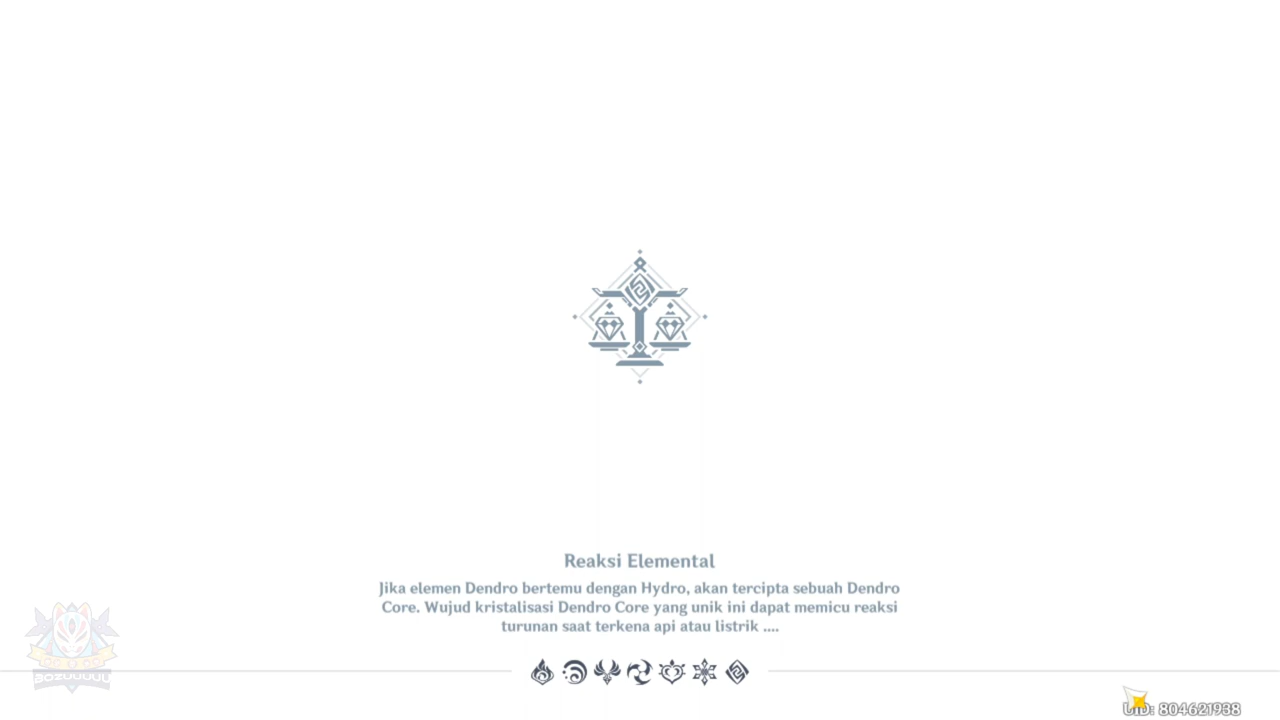 Reaksi Elemental
Jika elemen Dendro bertemu dengan Hydro, akan tercipta sebuah Dendro
Core. Wujud kristalisasi Dendro Core yang unik ini dapat memicu reaksi
turunan saat terkena api atau listrik ....
BOZUUUUU
UID: 804621938